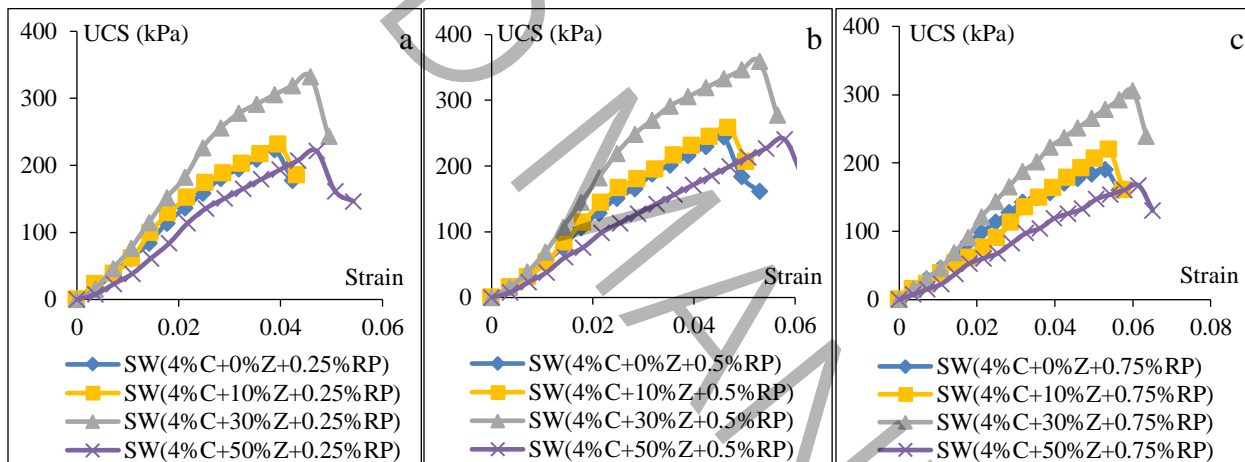 UCS (kPa)
a
400
300
200
100
0
Strain
0 0.02 0.04 0.06
SW(4%C+0%Z+0.25%RP)
SW(4%C+10%Z+0.25%RP)
SW(4%C+30%Z+0.25%RP)
SW(4%C+50%Z+0.25%RP)
UCS (kPa)
b
400
300
200
100
0
Strain
0 0.02 0.04 0.06
SW(4%C+0%Z+0.5%RP)
SW(4%C+10%Z+0.5%RP)
SW(4%C+30%Z+0.5%RP)
SW(4%C+50%Z+0.5%RP)
UCS (kPa)
c
400
300
200
100
0
Strain
0 0.02 0.04 0.06 0.08
SW(4%C+0%Z+0.75%RP)
SW(4%C+10%Z+0.75%RP)
SW(4%C+30%Z+0.75%RP)
SW(4%C+50%Z+0.75%RP)